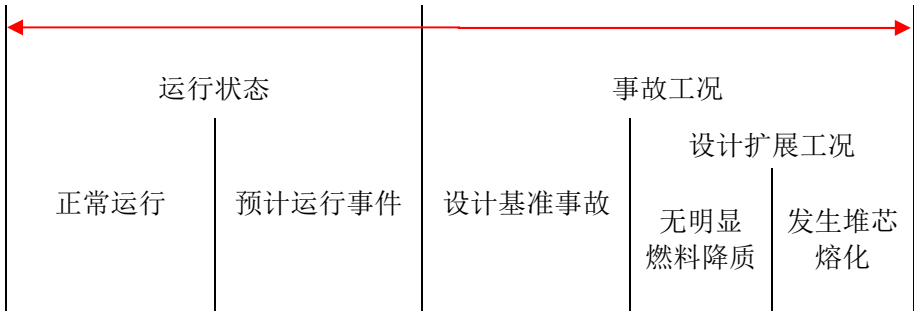 运行状态
事故工况
设计扩展工况
正常运行
预计运行事件
设计基准事故
无明显
燃料降质
发生堆芯
熔化